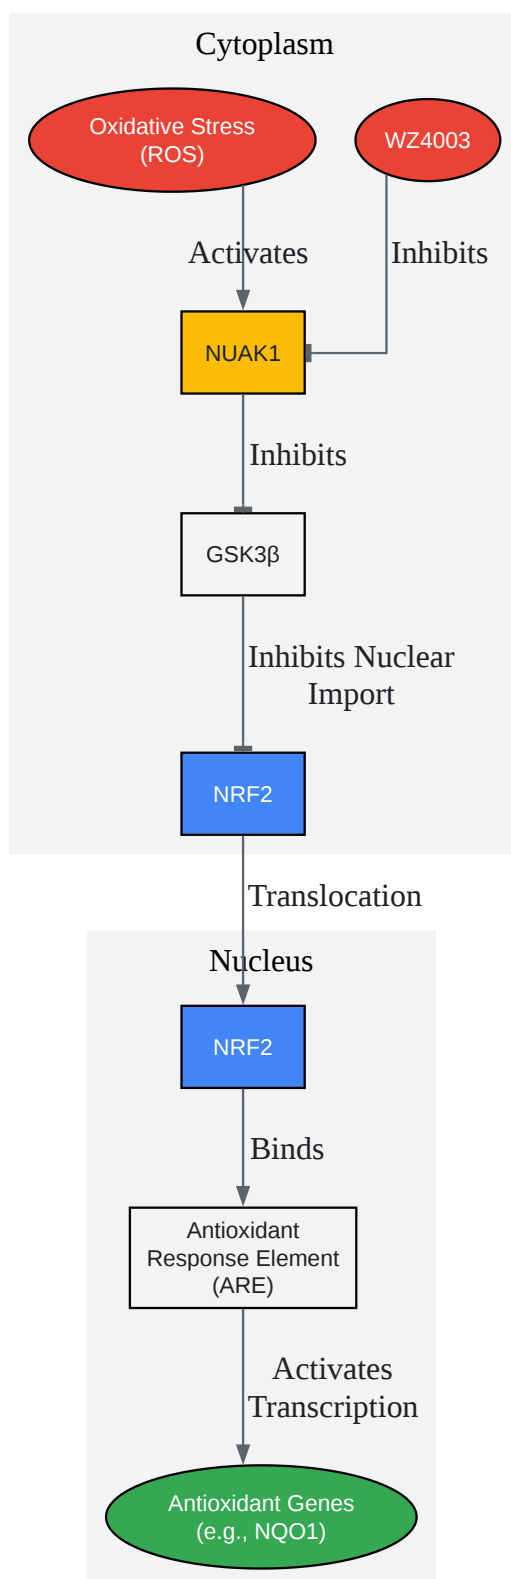 Cytoplasm
Oxidative Stress
(ROS)
WZ4003
Activates
Inhibits
NUAK1
Inhibits
GSK3β
Inhibits Nuclear
Import
NRF2
Translocation
Nucleus
NRF2
Binds
Antioxidant
Response Element
(ARE)
Activates
Transcription
Antioxidant Genes
(e.g., NQO1)